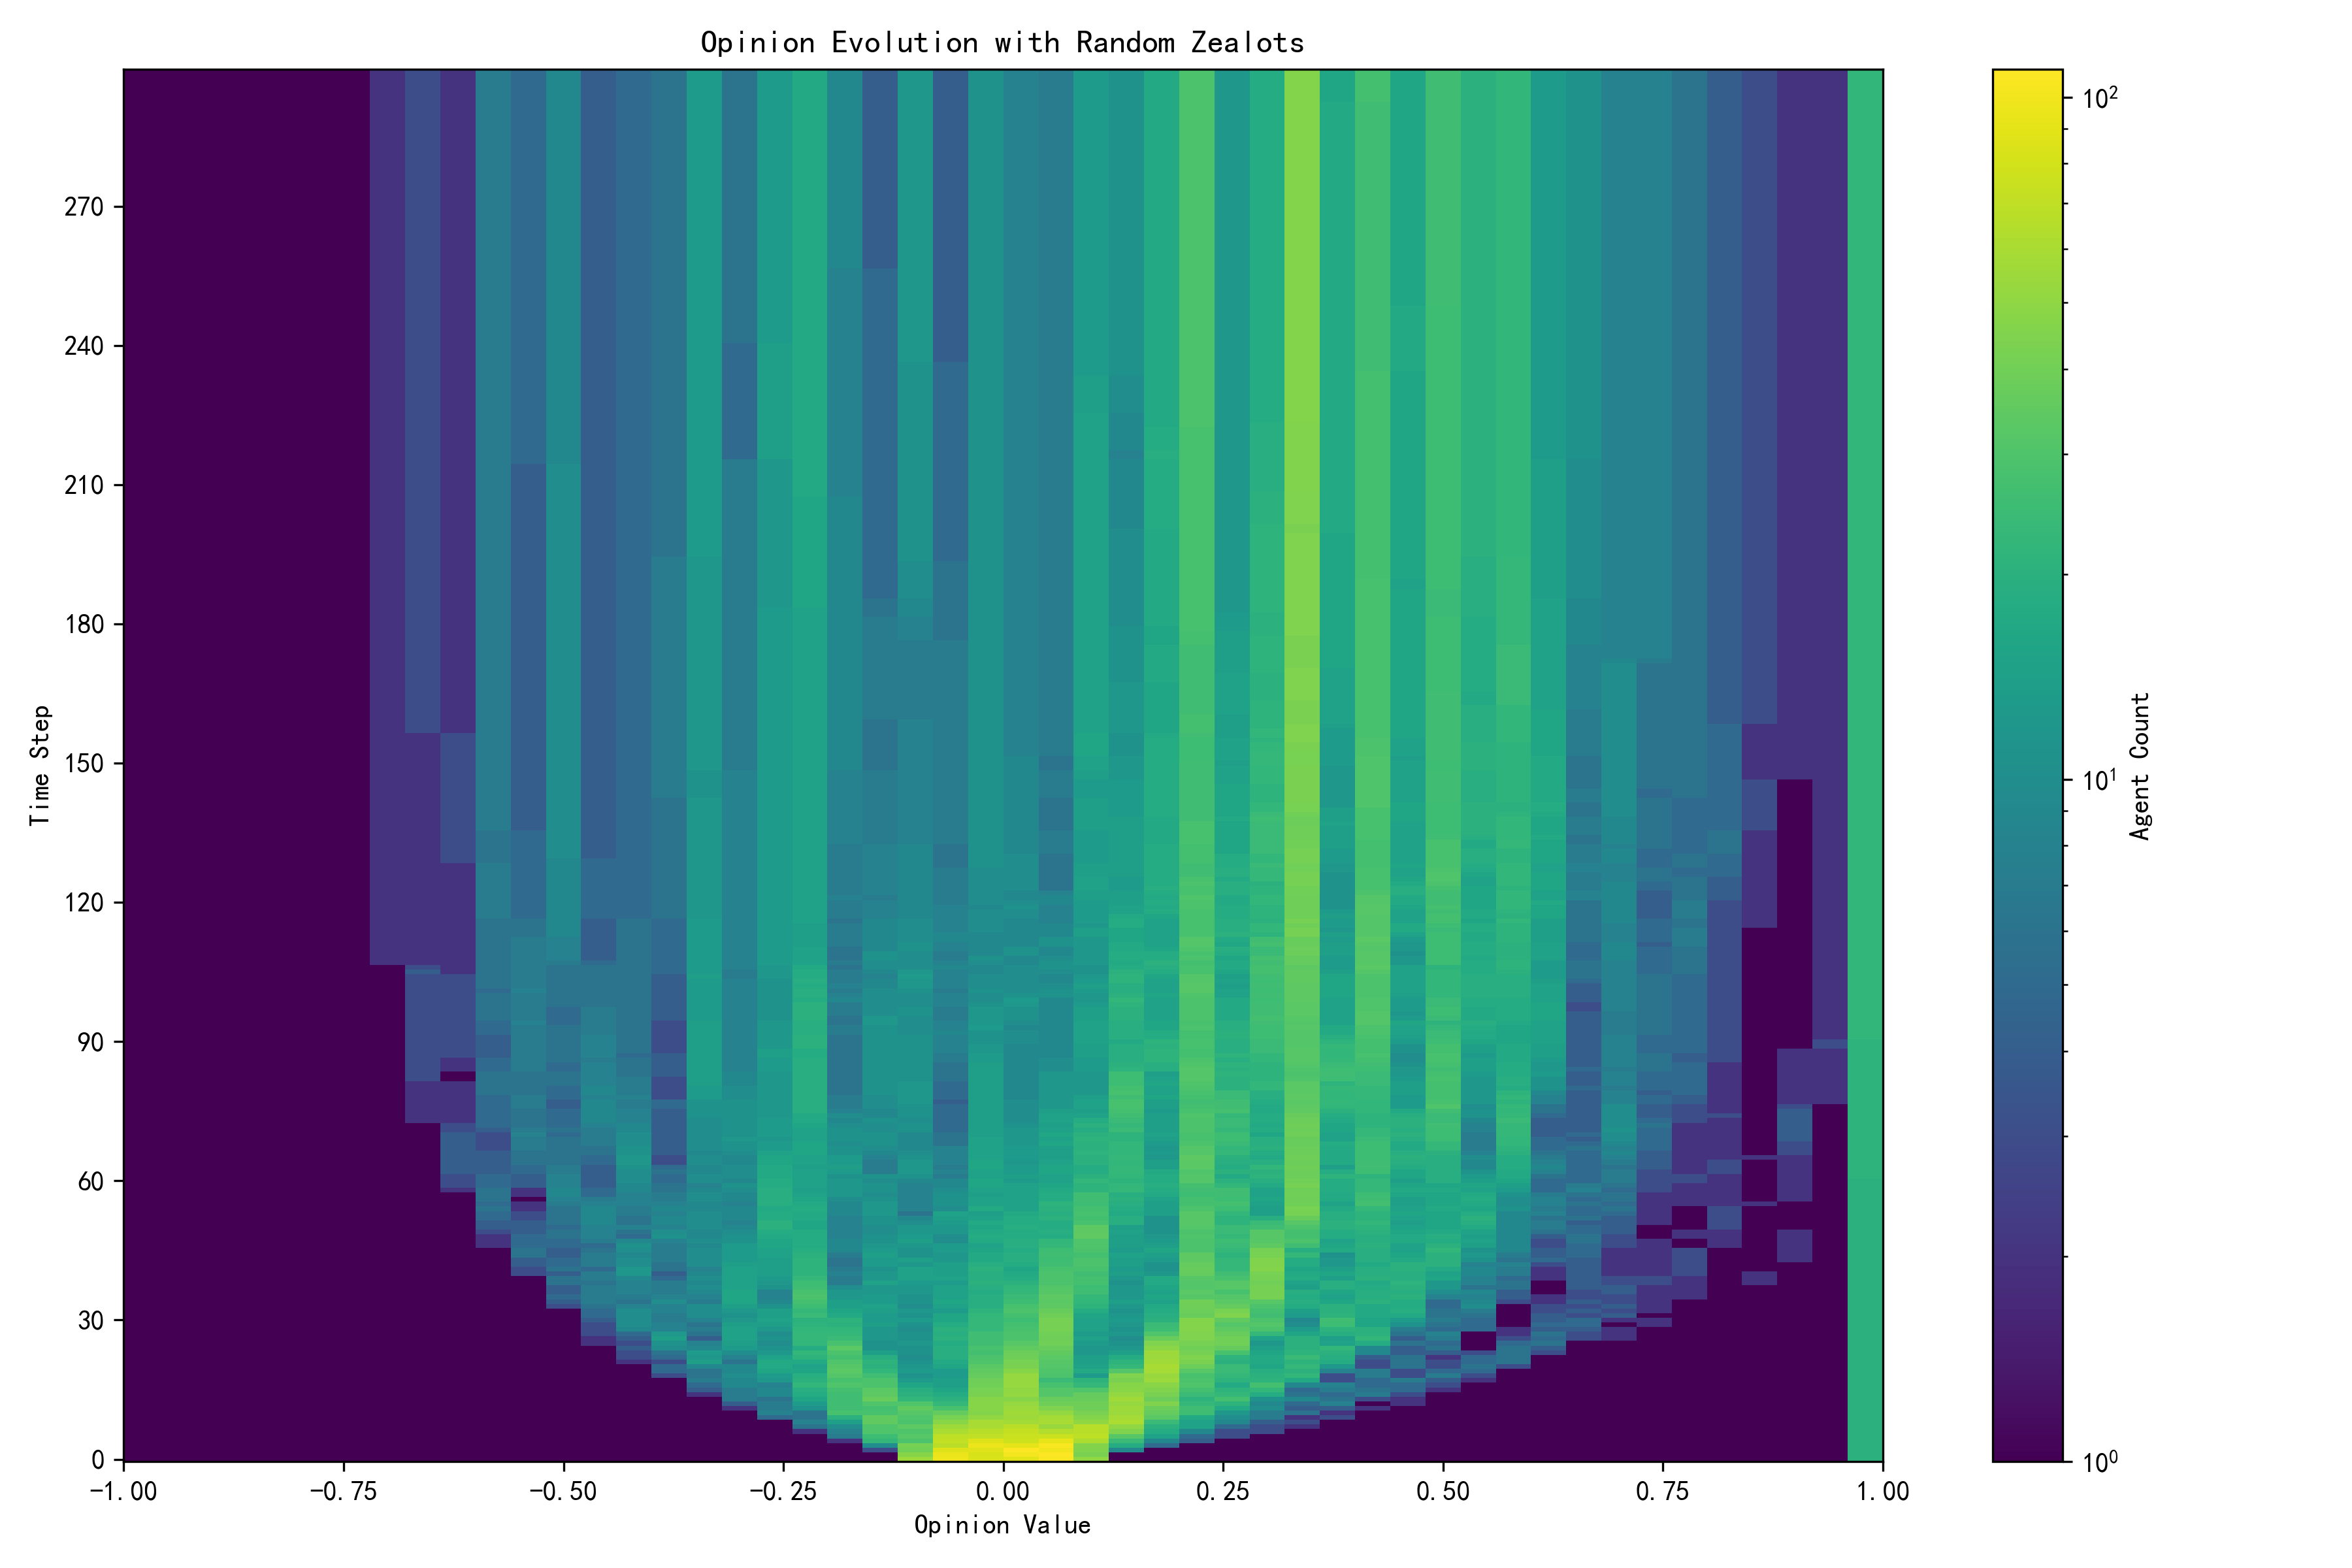 Opinion Evolution with Random Zealots
270
240
210
180
150
120
90
60
30
0
Time Step
-1.00 -0.75 -0.50 -0.25 0.00 0.25 0.50 0.75 1.00
Opinion Value
10²
10¹
10⁰
Agent Count